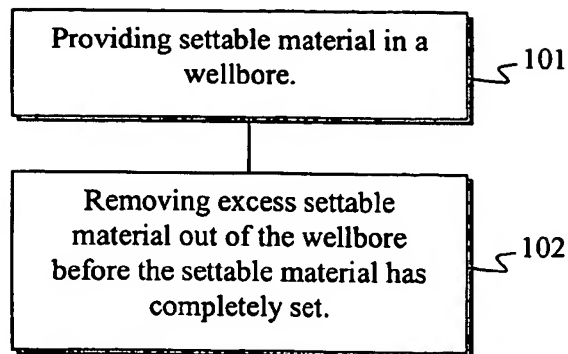 Providing settable material in a
wellbore.
101
Removing excess settable
material out of the wellbore
before the settable material has
completely set.
102